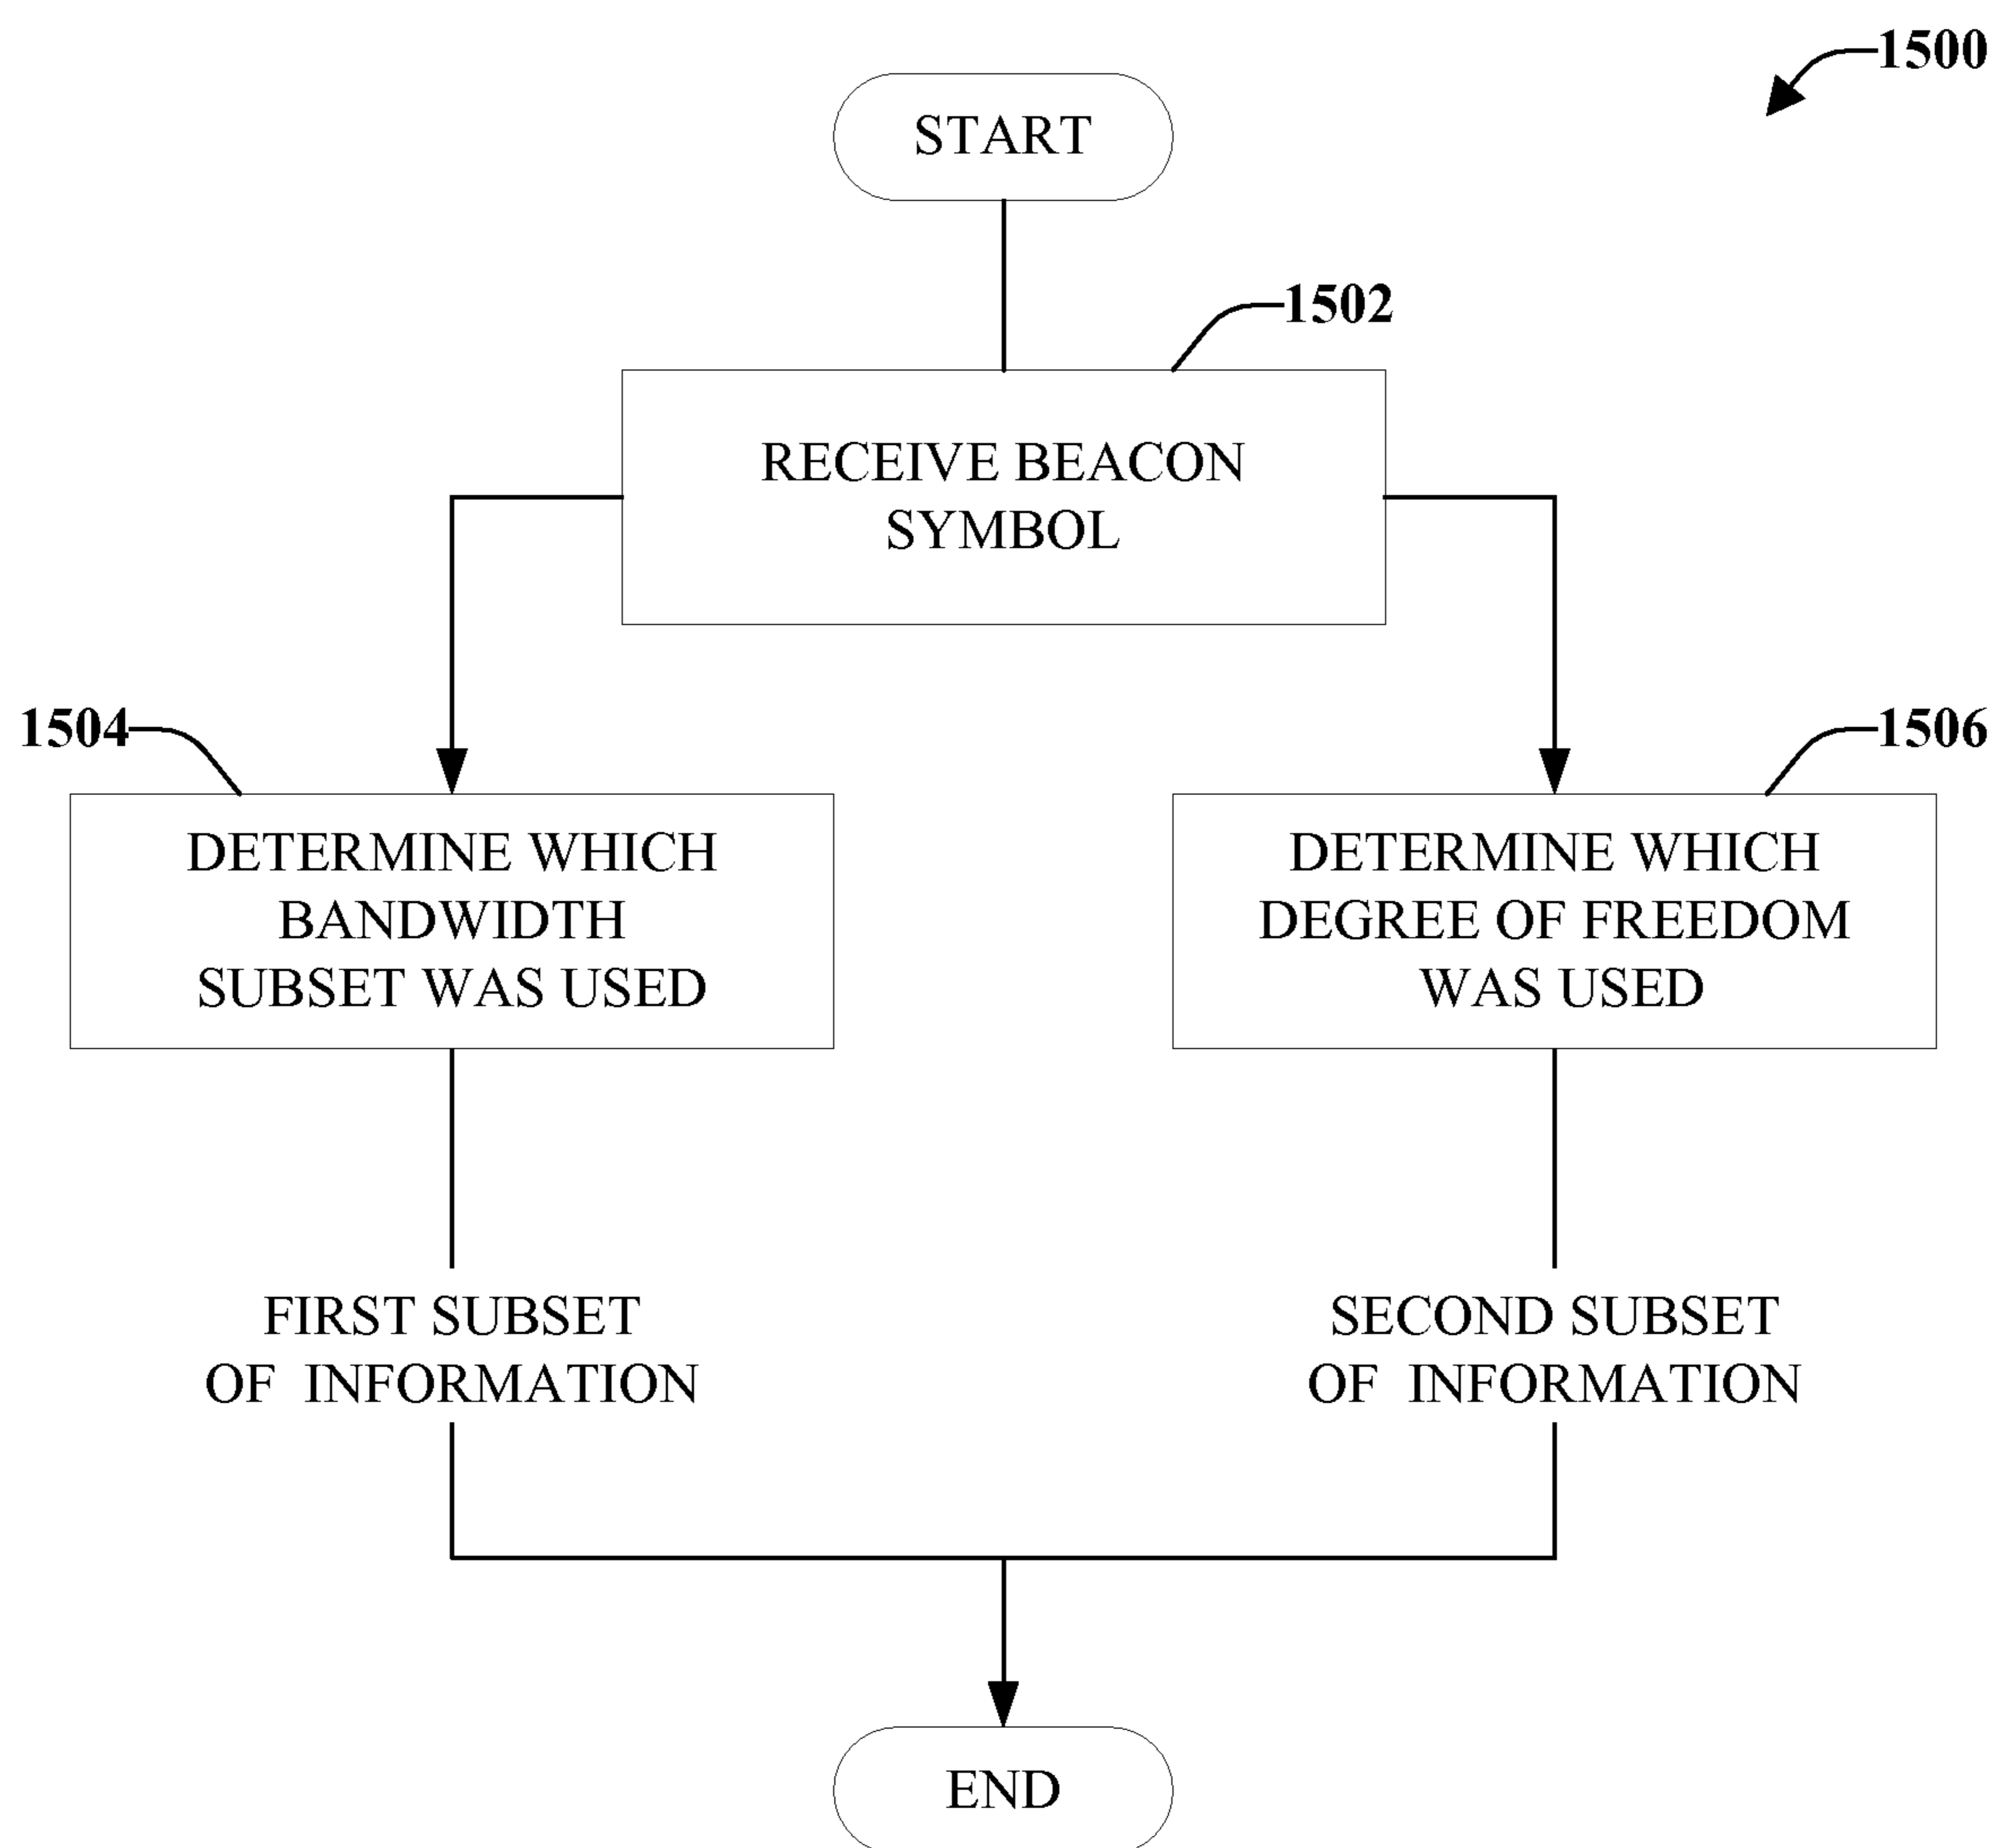 1500
START
1502
RECEIVE BEACON
SYMBOL
1504
DETERMINE WHICH
BANDWIDTH
SUBSET WAS USED
1506
DETERMINE WHICH
DEGREE OF FREEDOM
WAS USED
FIRST SUBSET
OF INFORMATION
SECOND SUBSET
OF INFORMATION
END